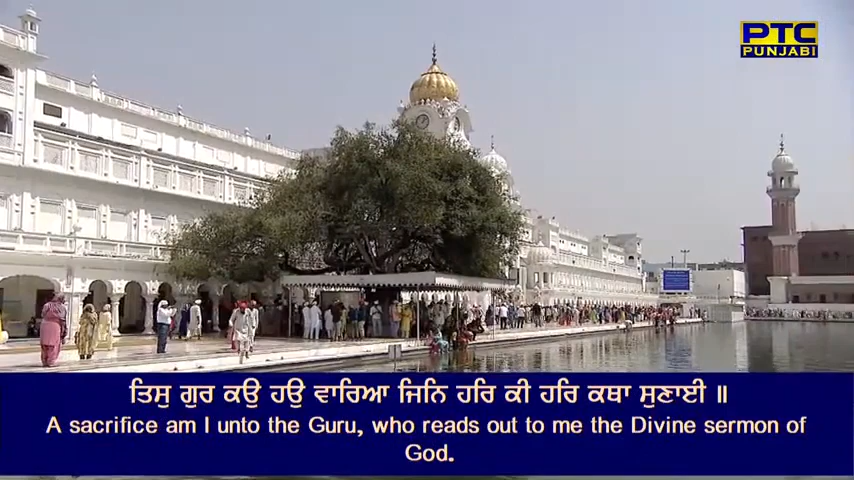 PTC
PUNJABI
ਤਿਸੁ ਗੁਰ ਕਉ ਹਉ ਵਾਰਿਆ ਜਿਨਿ ਹਰਿ ਕੀ ਹਰਿ ਕਥਾ ਸੁਣਾਈ ॥
A sacrifice am I unto the Guru, who reads out to me the Divine sermon of
God.